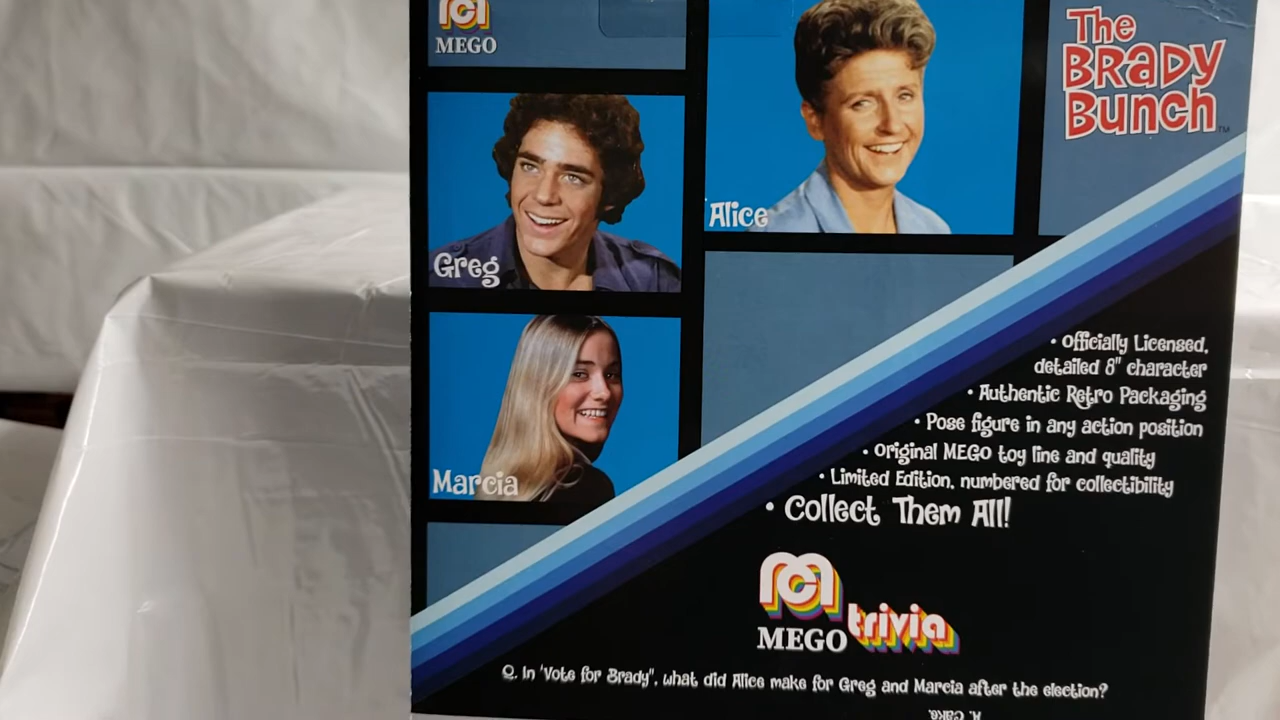 MEGO
The
BRADY
Bunch™
Alice
Greg
Marcia
• Officially Licensed,
detailed 8" character
• Authentic Retro Packaging
• Pose figure in any action position
• Original MEGO toy line and quality
• Limited Edition, numbered for collectibility
• Collect Them All!
MEGO trivia
Q. In 'Vote for Brady", what did Alice make for Greg and Marcia after the election?
A. Cake.